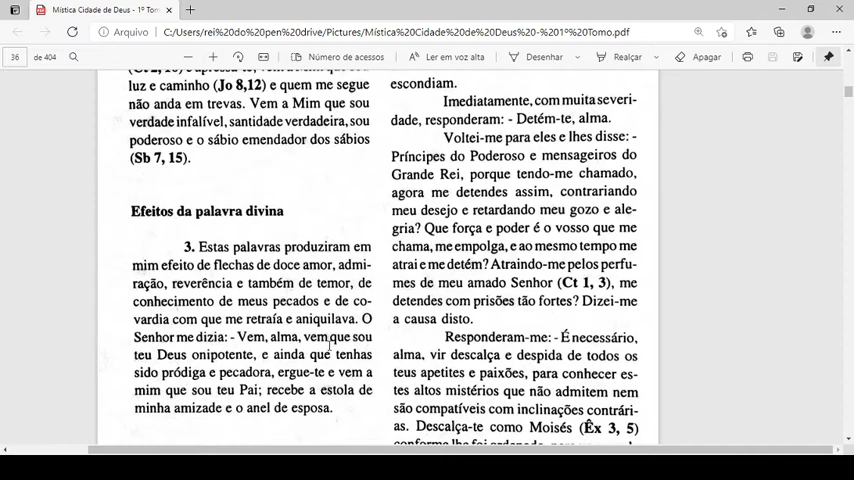 Mística Cidade de Deus - 1º Tomo
Arquivo
C:/Users/rei%20do%20pen%20drive/Pictures/Mística%20Cidade%20de%20Deus%20-%201º%20Tomo.pdf
36
de 404
Número de acessos
Ler em voz alta
Desenhar
Realçar
Apagar
luz e caminho (Jo 8,12) e quem me segue
não anda em trevas. Vem a Mim que sou
verdade infalível, santidade verdadeira, sou
poderoso e o sábio emendador dos sábios
(Sb 7, 15).
Efeitos da palavra divina
3. Estas palavras produziram em
mim efeito de flechas de doce amor, admi-
ração, reverência e também de temor, de
conhecimento de meus pecados e de co-
vardia com que me retraía e aniquilava. O
Senhor me dizia: - Vem, alma, vem que sou
teu Deus onipotente, e ainda que tenhas
sido pródiga e pecadora, ergue-te e vem a
mim que sou teu Pai; recebe a estola de
minha amizade e o anel de esposa.
escondiam.
Imediatamente, com muita severi-
dade, responderam: - Detém-te, alma.
Voltei-me para eles e lhes disse: -
Príncipes do Poderoso e mensageiros do
Grande Rei, porque tendo-me chamado,
agora me detendes assim, contrariando
meu desejo e retardando meu gozo e ale-
gria? Que força e poder é o vosso que me
chama, me empolga, e ao mesmo tempo me
atrai e me detém? Atraindo-me pelos perfu-
mes de meu amado Senhor (Ct 1, 3), me
detendes com prisões tão fortes? Dizei-me
a causa disto.
Responderam-me: - É necessário,
alma, vir descalça e despida de todos os
teus apetites e paixões, para conhecer es-
tes altos mistérios que não admitem nem
são compatíveis com inclinações contrári-
as. Descalça-te como Moisés (Êx 3, 5)